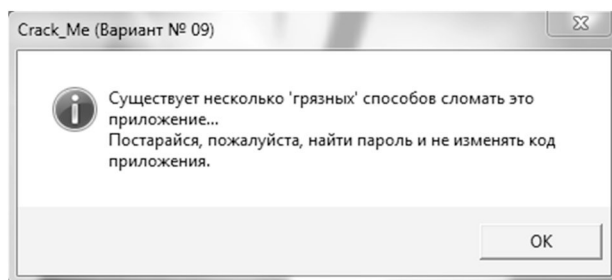 Crack_Me (Вариант № 09)
Существует несколько 'грязных' способов сломать это
приложение...
Постарайся, пожалуйста, найти пароль и не изменять код
приложения.
OK